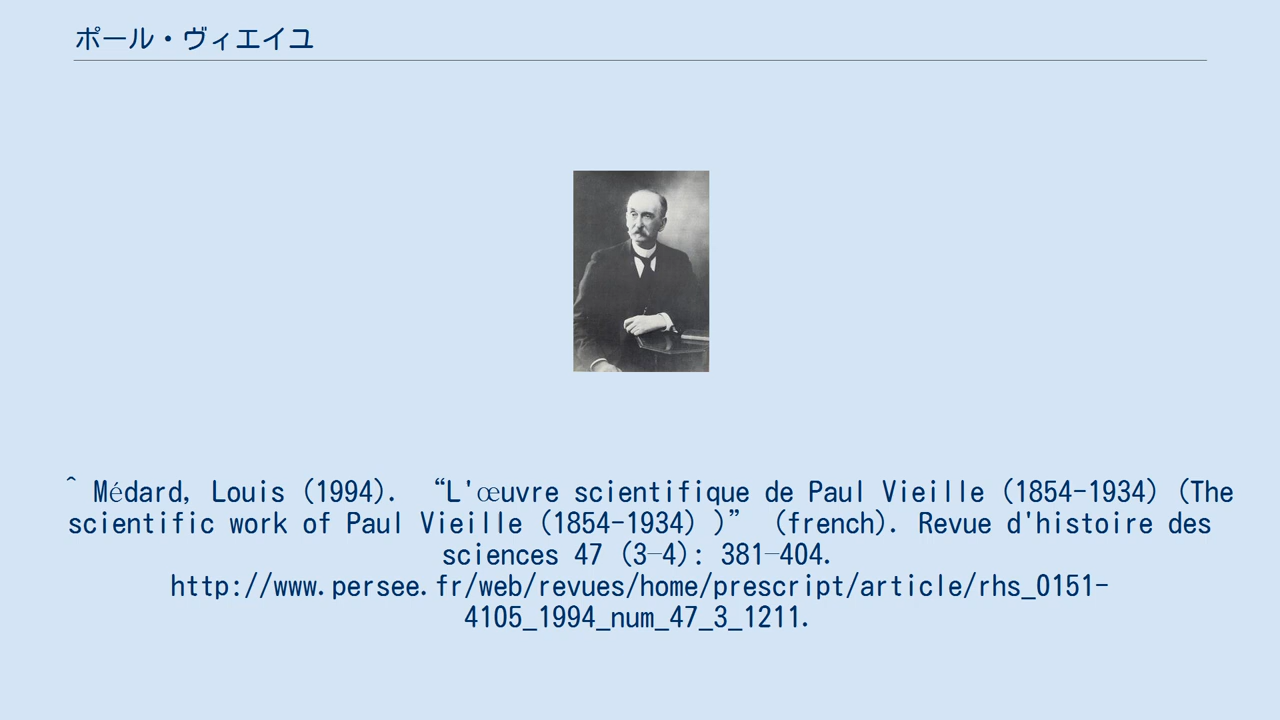 ポール・ヴィエイユ
^ Médard, Louis (1994). “L'œuvre scientifique de Paul Vieille (1854-1934) (The
scientific work of Paul Vieille (1854-1934) )” (french). Revue d'histoire des
sciences 47 (3–4): 381–404.
http://www.persee.fr/web/revues/home/prescript/article/rhs_0151-
4105_1994_num_47_3_1211.